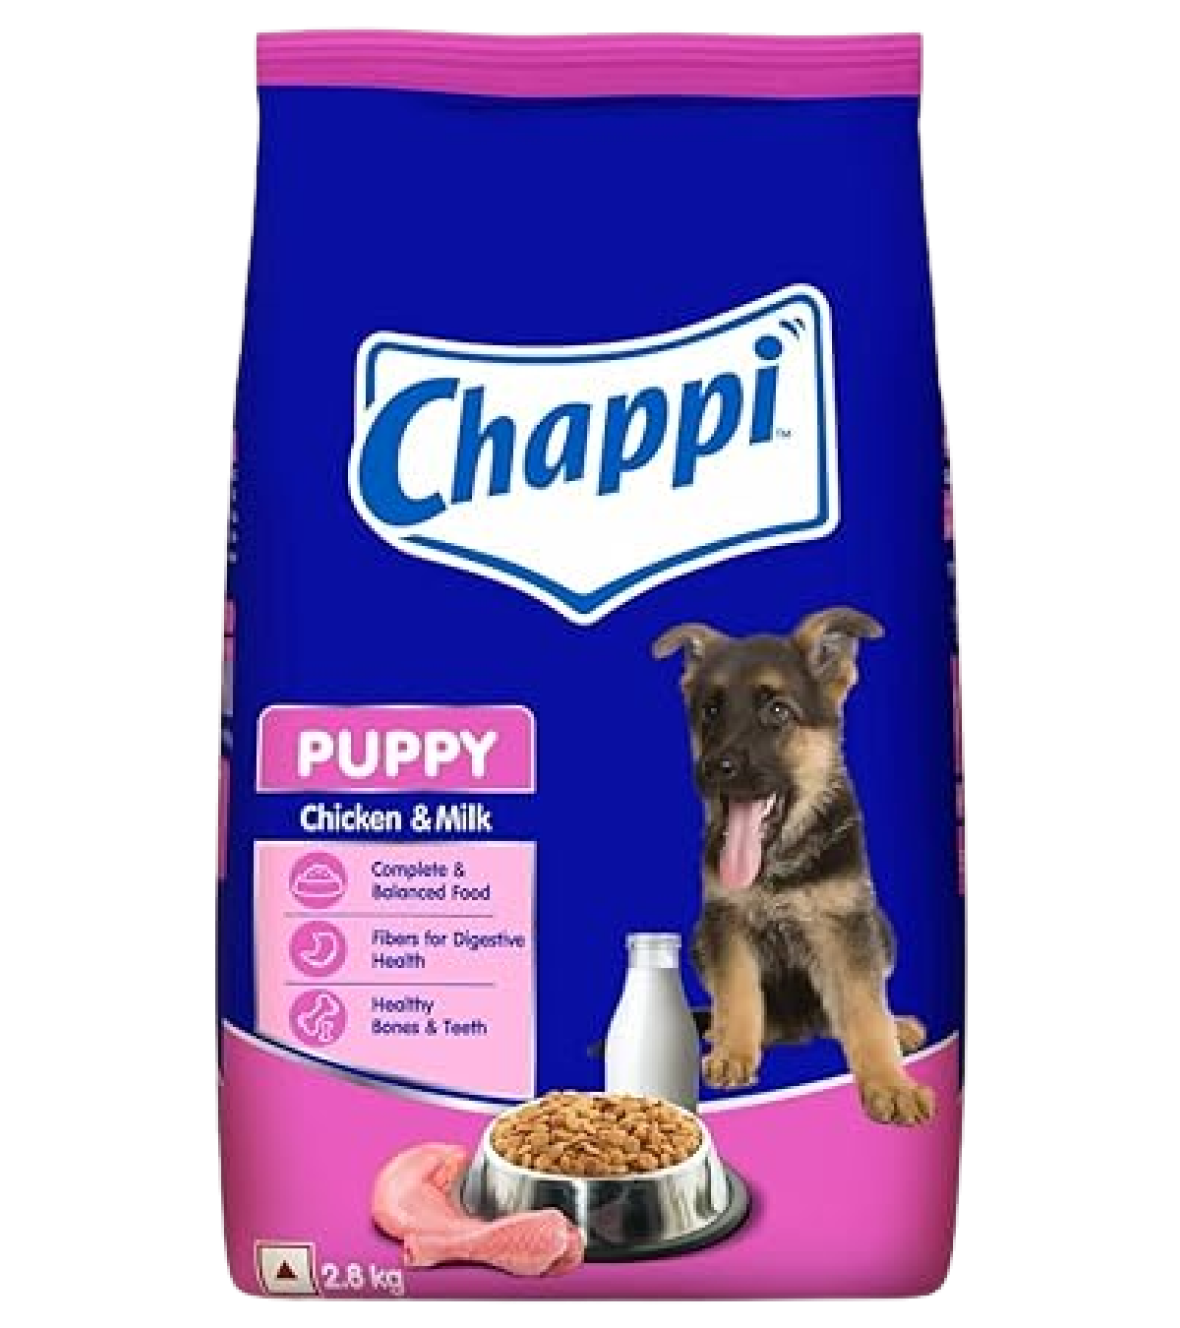 Chappi™
PUPPY
Chicken & Milk
Complete &
Balanced Food
Fibers for Digestive
Health
Healthy
Bones & Teeth
2.8 kg